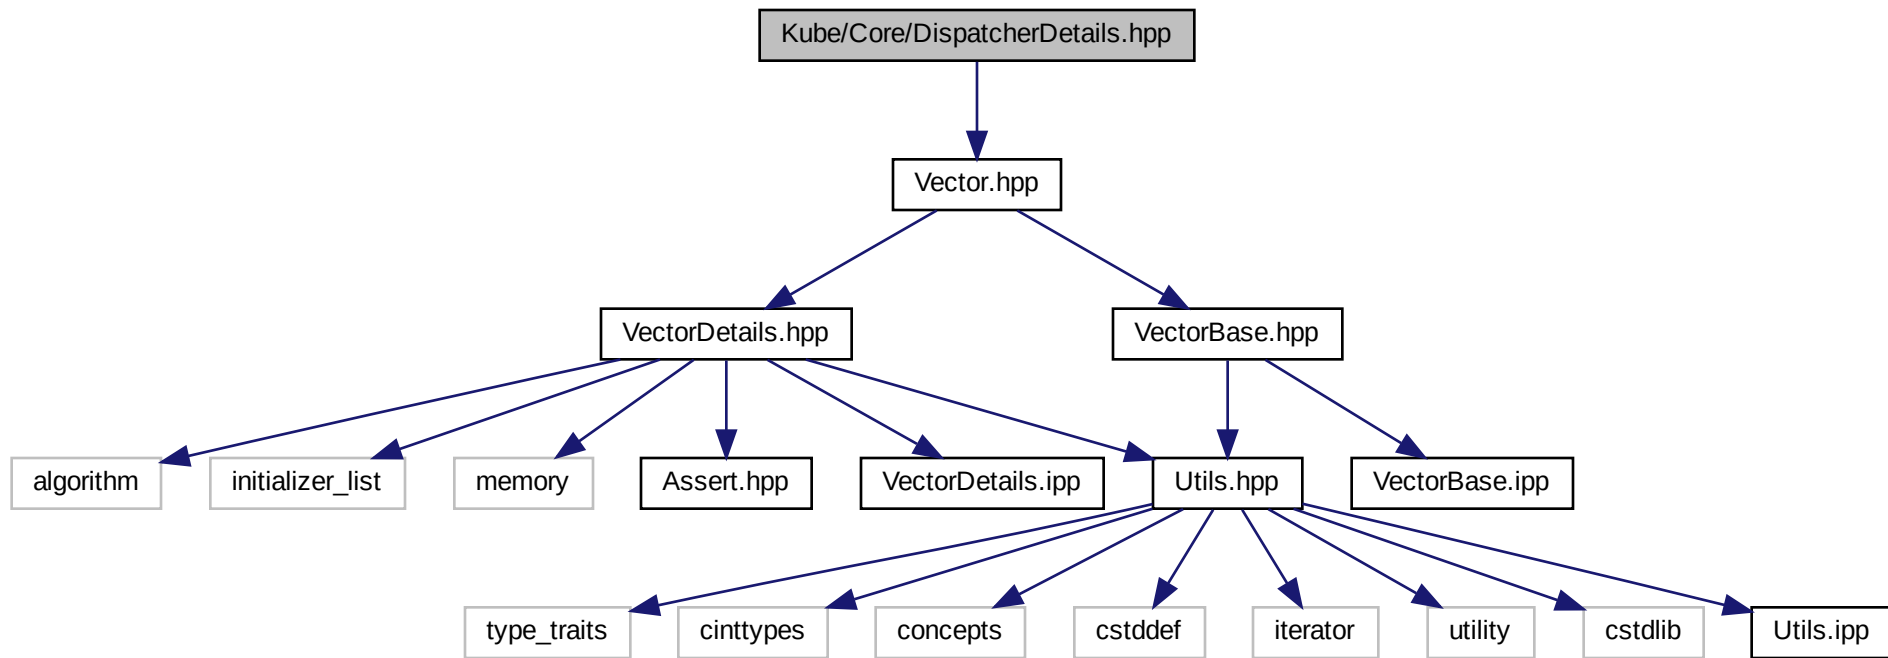 Kube/Core/DispatcherDetails.hpp
Vector.hpp
VectorDetails.hpp
VectorBase.hpp
algorithm
initializer_list
memory
Assert.hpp
VectorDetails.ipp
Utils.hpp
VectorBase.ipp
type_traits
cinttypes
concepts
cstddef
iterator
utility
cstdlib
Utils.ipp